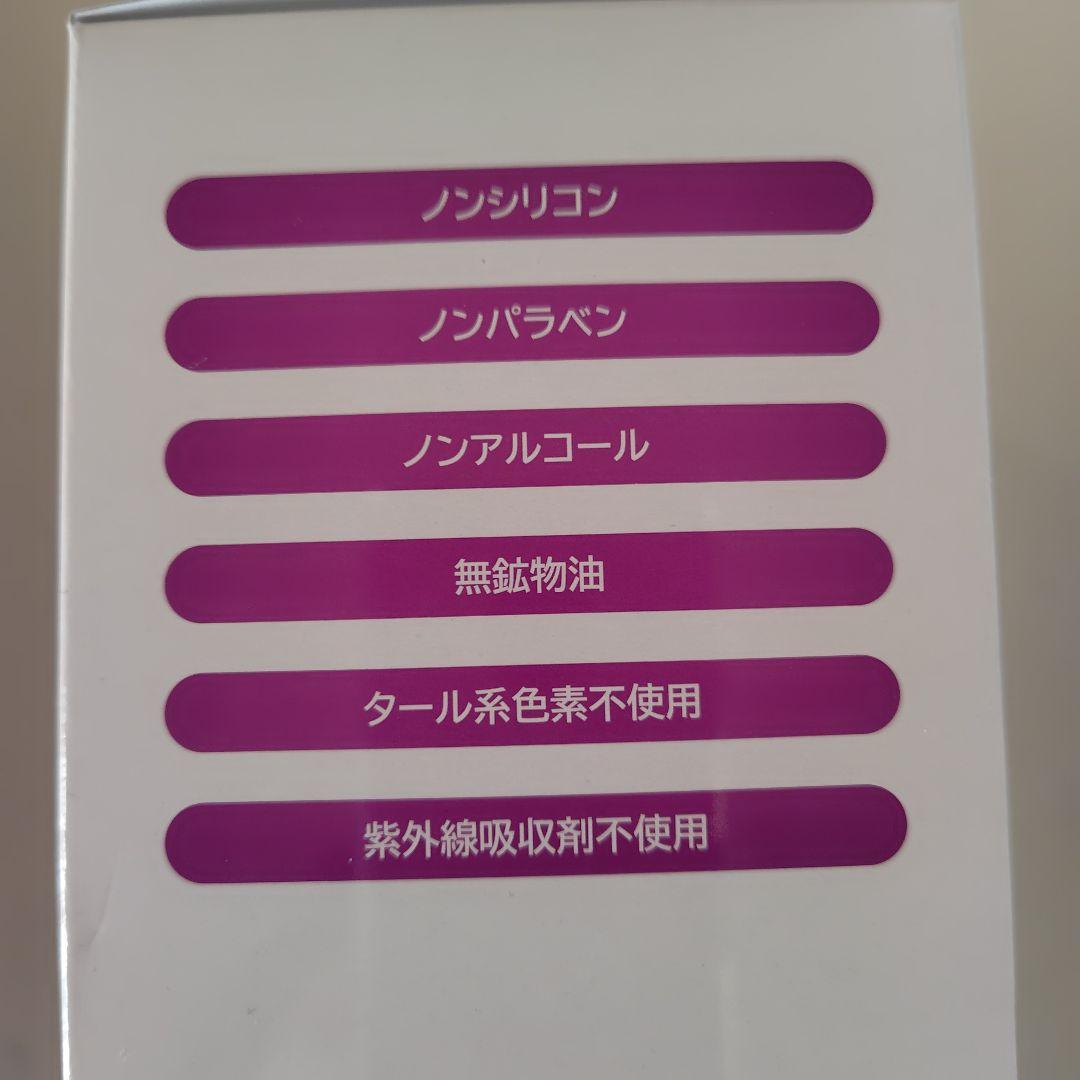 ノンシリコン
ノンパラベン
ノンアルコール
無鉱物油
タール系色素不使用
紫外線吸収剤不使用